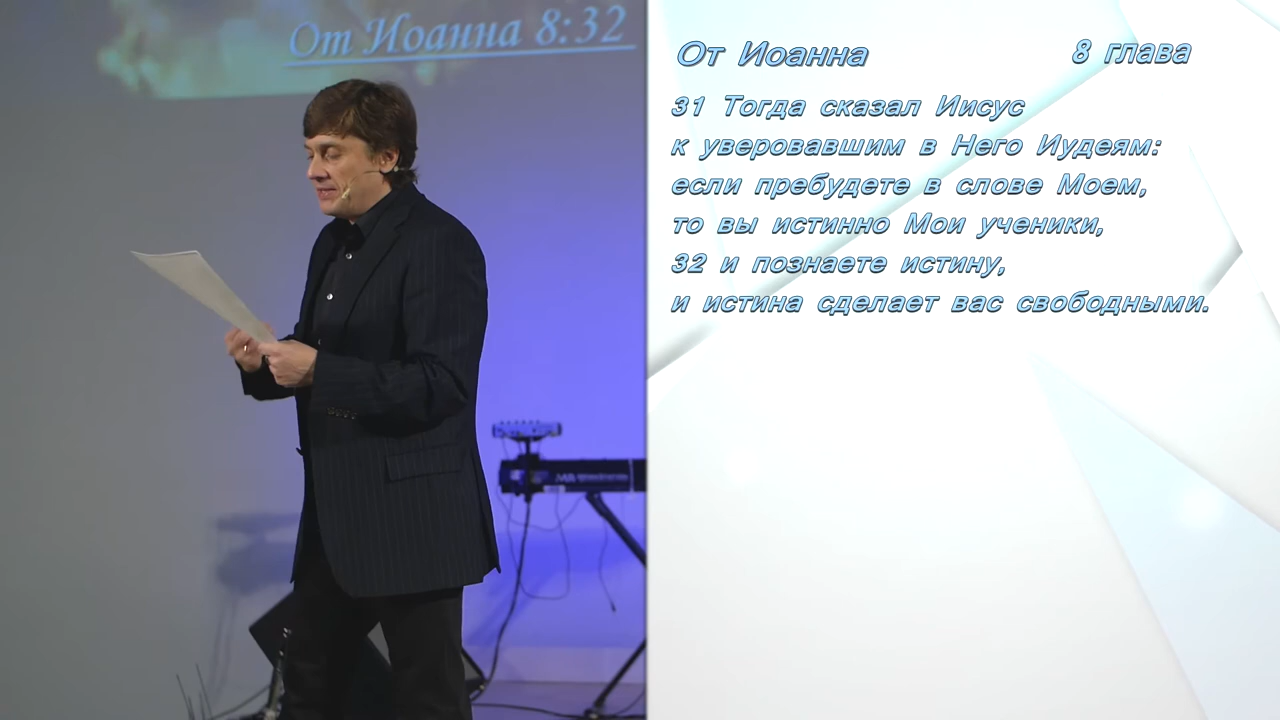 От Иоанна 8:32
От Иоанна 8 глава
31 Тогда сказал Иисус
к уверовавшим в Него Иудеям:
если пребудете в слове Моем,
то вы истинно Мои ученики,
32 и познаете истину,
и истина сделает вас свободными.